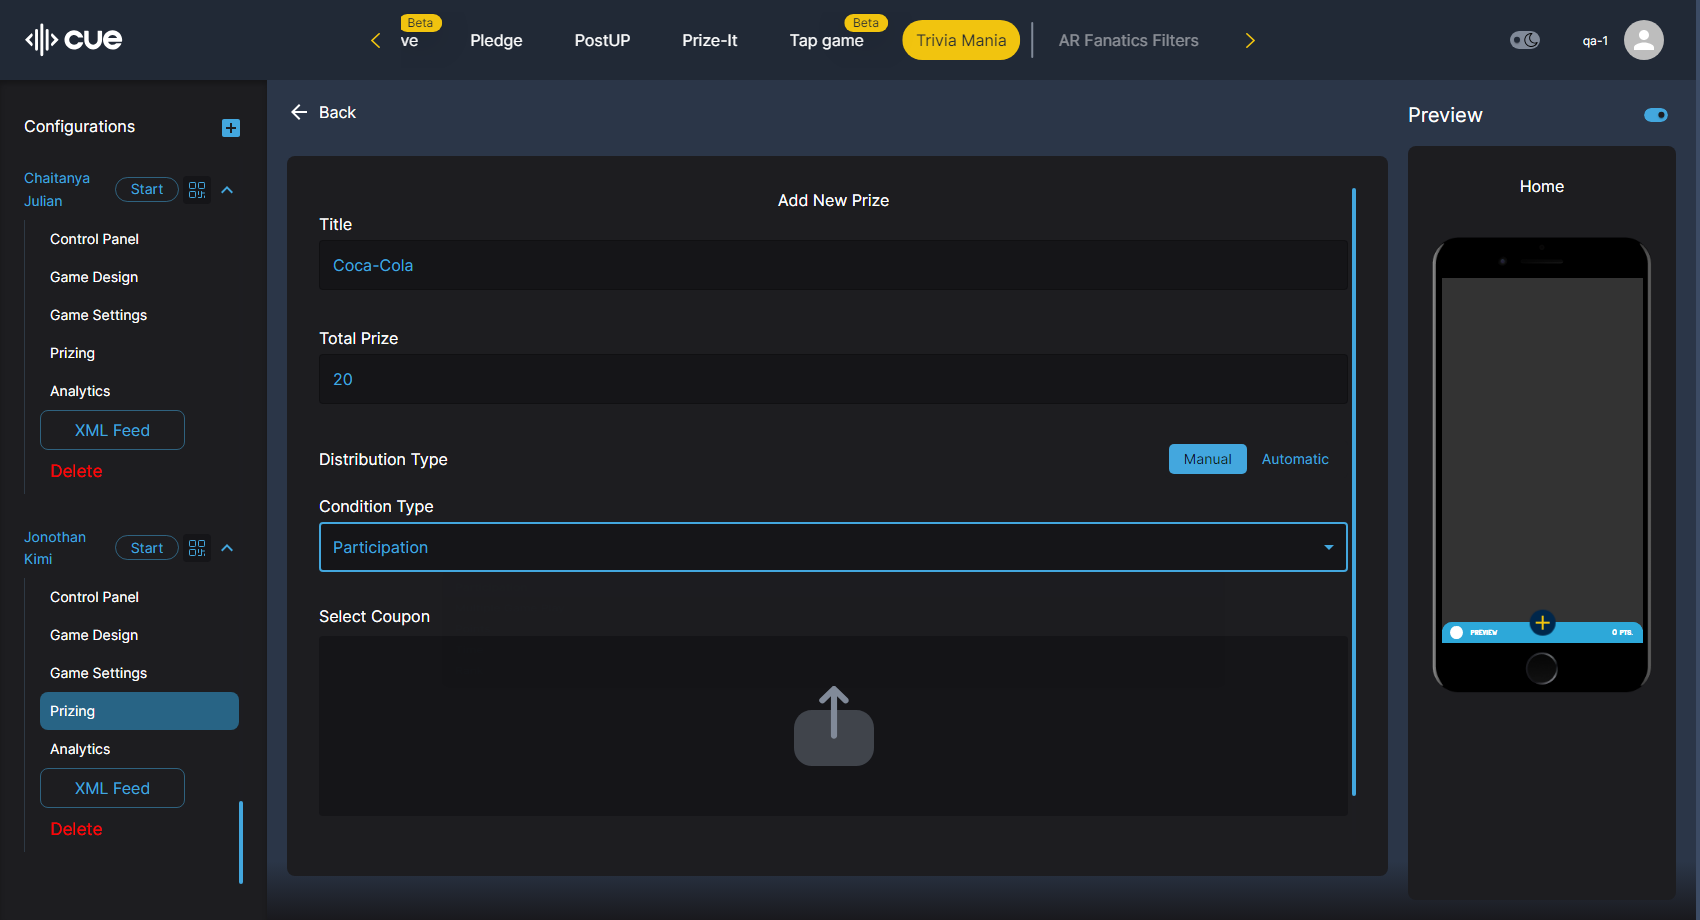 cue
Beta
ve
Pledge
PostUP
Prize-It
Beta
Tap game
Trivia Mania
AR Fanatics Filters
qa-1
Configurations
Chaitanya
Julian
Start
Control Panel
Game Design
Game Settings
Prizing
Analytics
XML Feed
Delete
Jonothan
Kimi
Start
Control Panel
Game Design
Game Settings
Prizing
Analytics
XML Feed
Delete
Back
Add New Prize
Title
Coca-Cola
Total Prize
20
Distribution Type
Manual
Automatic
Condition Type
Participation
Select Coupon
Preview
Home
PREVIEW
0 PTS.